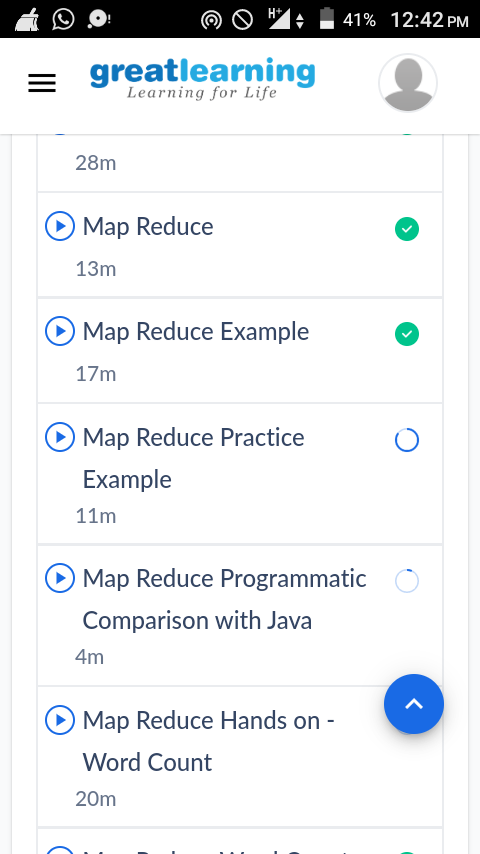 H+ 41% 12:42 PM
greatlearning
Learning for Life
28m
Map Reduce
13m
Map Reduce Example
17m
Map Reduce Practice
Example
11m
Map Reduce Programmatic
Comparison with Java
4m
Map Reduce Hands on -
Word Count
20m